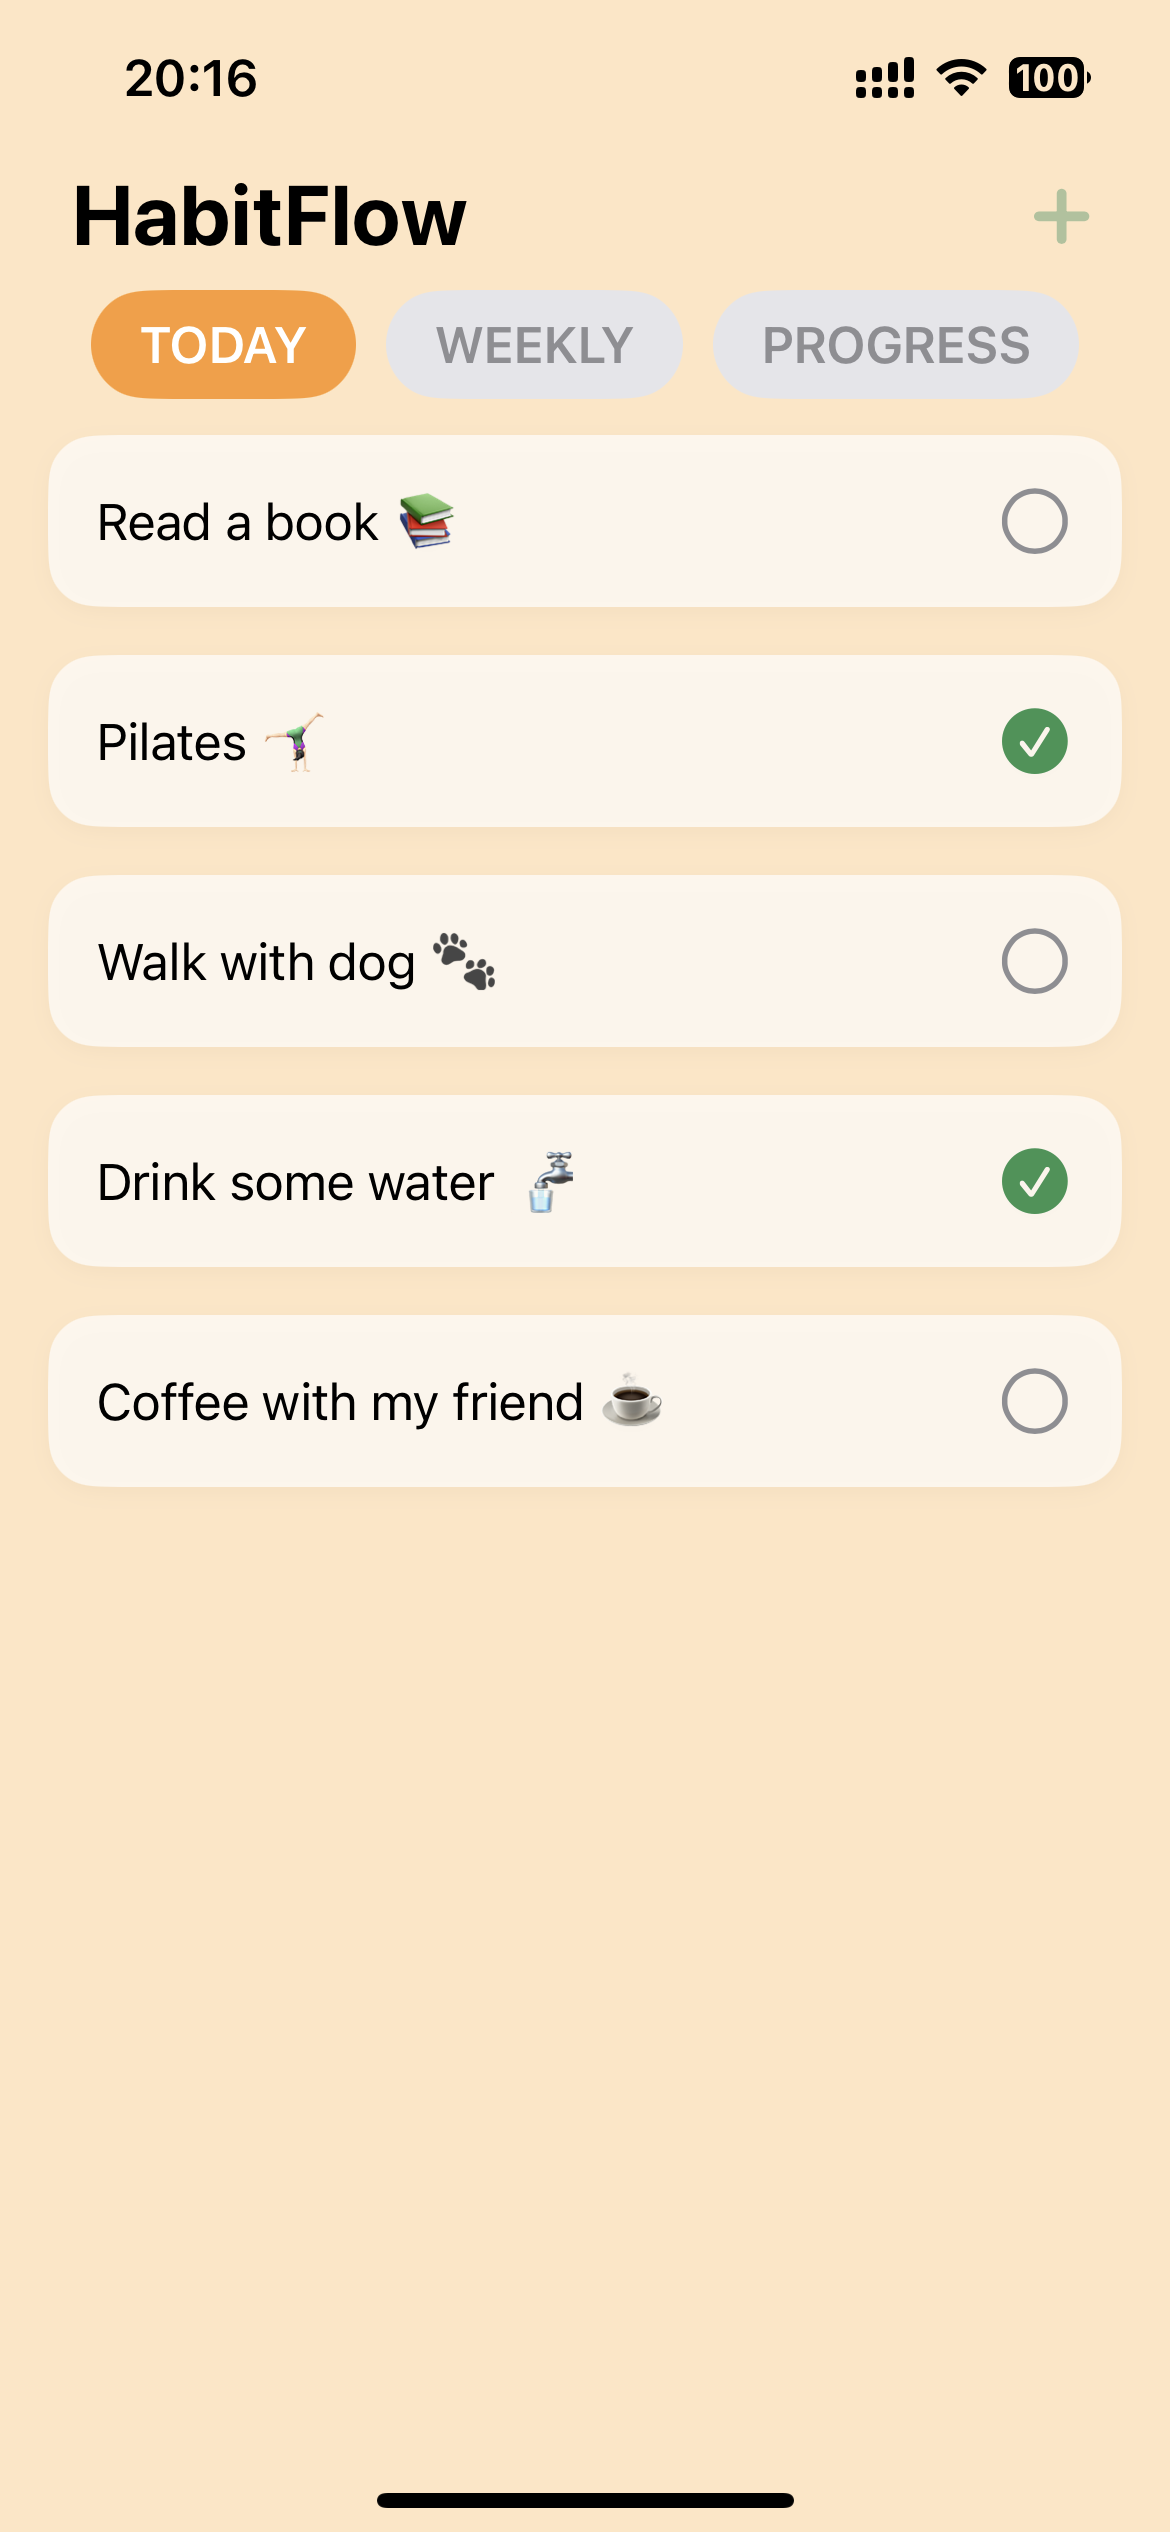 20:16 100
HabitFlow +
TODAY WEEKLY PROGRESS
Read a book 📚
Pilates 🤸🏻‍♀️
Walk with dog 🐾
Drink some water 🚰
Coffee with my friend ☕️